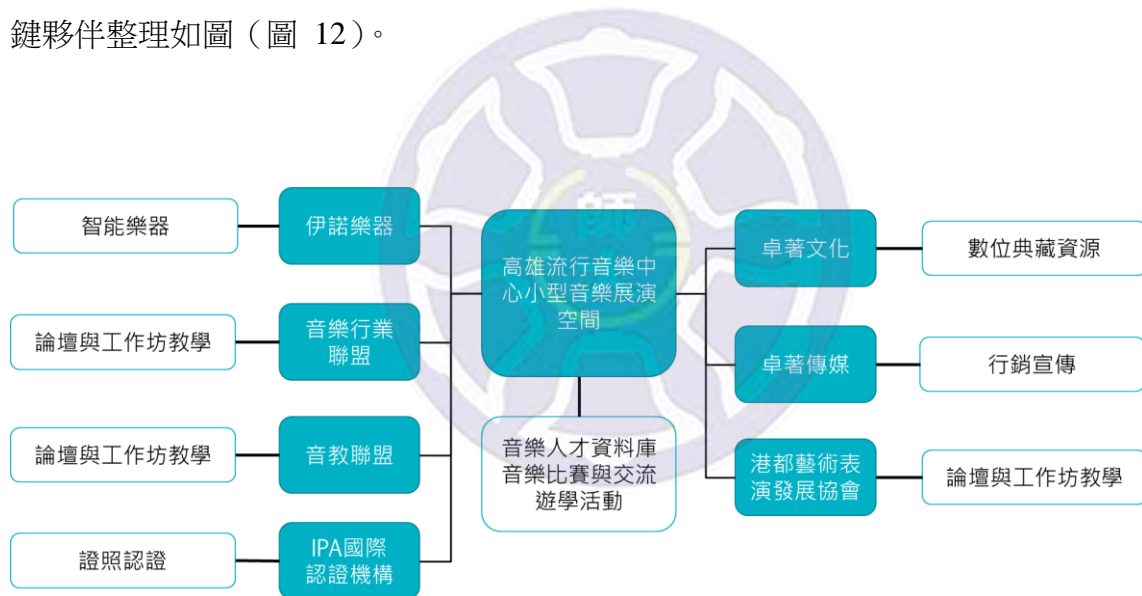 鍵夥伴整理如圖（圖 12）。
師
智能樂器
伊諾樂器
論壇與工作坊教學
音樂行業
聯盟
論壇與工作坊教學
音教聯盟
證照認證
IPA國際
認證機構
高雄流行音樂中
心小型音樂展演
空間
音樂人才資料庫
音樂比賽與交流
遊學活動
卓著文化
數位典藏資源
卓著傳媒
行銷宣傳
港都藝術表
演發展協會
論壇與工作坊教學